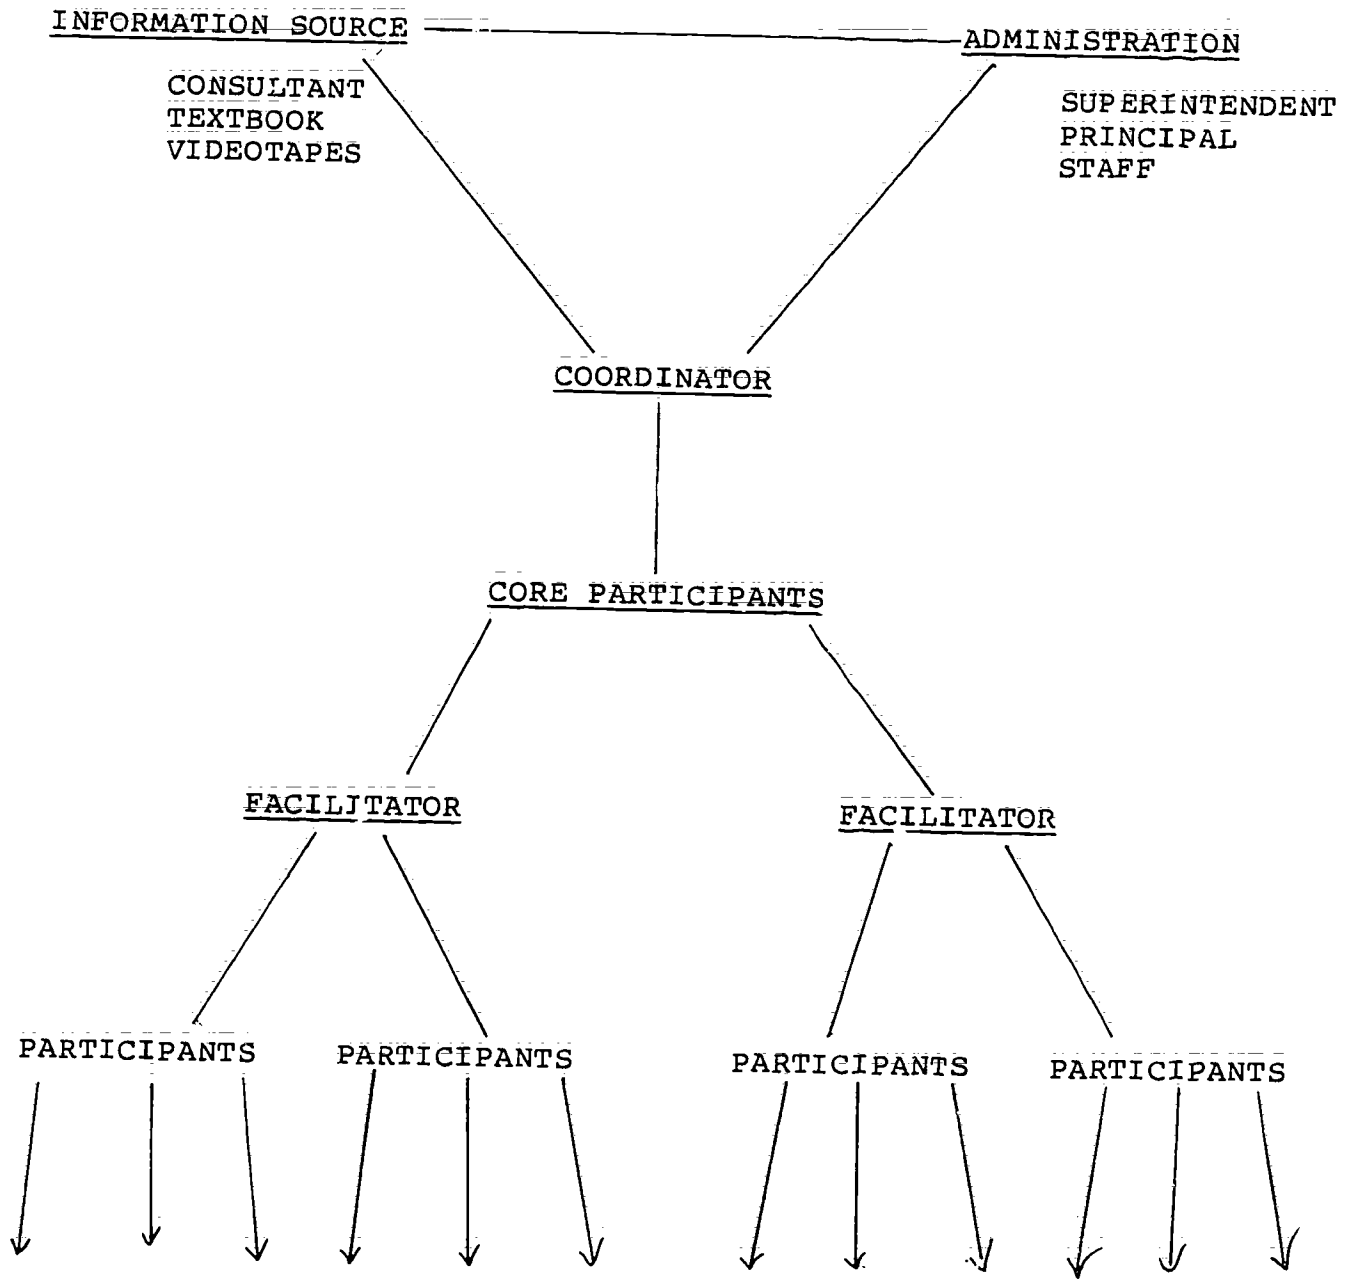 INFORMATION SOURCE
ADMINISTRATION
CONSULTANT
TEXTBOOK
VIDEOTAPES
SUPERINTENDENT
PRINCIPAL
STAFF
COORDINATOR
CORE PARTICIPANTS
FACILITATOR
FACILITATOR
PARTICIPANTS
PARTICIPANTS
PARTICIPANTS
PARTICIPANTS